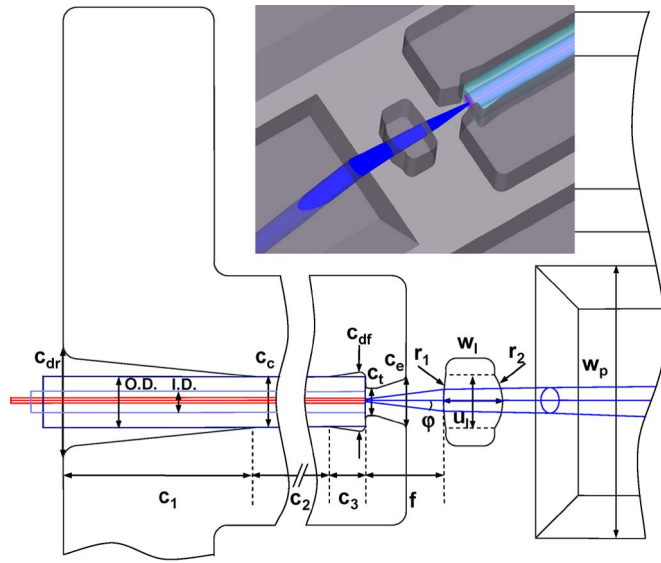 c_dr
O.D. I.D.
c_c
c_df
c_t c_e
r_1 w_l r_2
w_p
φ u_l
c_1 c_2 c_3 f